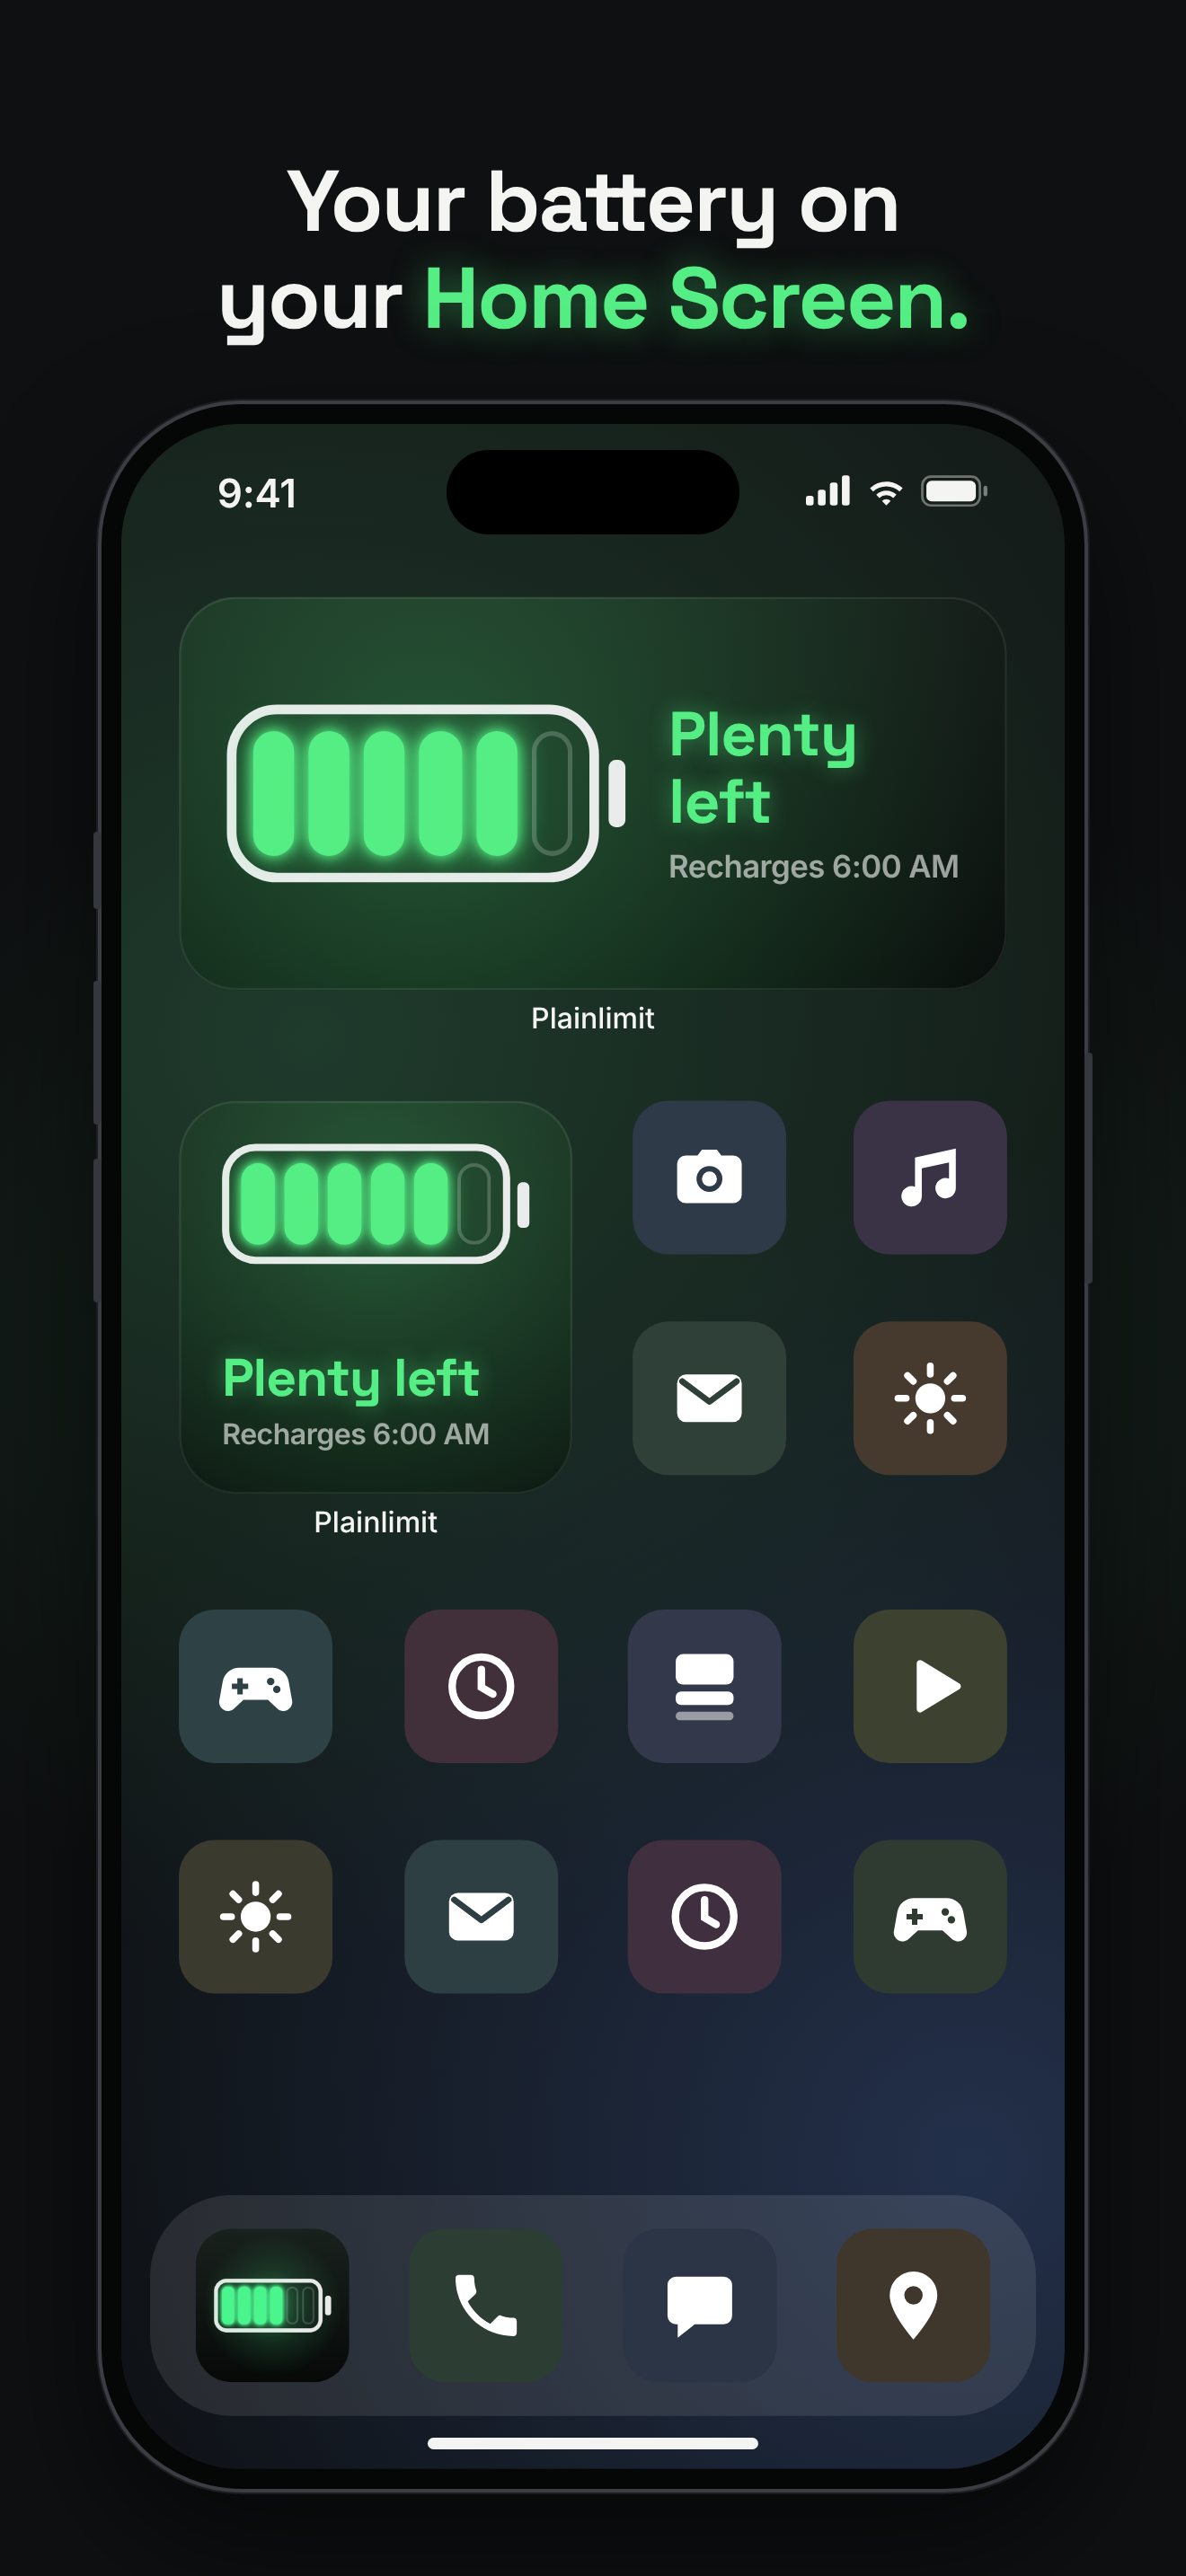 Your battery on
your Home Screen.
9:41
Plenty
left
Recharges 6:00 AM
Plainlimit
Plenty left
Recharges 6:00 AM
Plainlimit